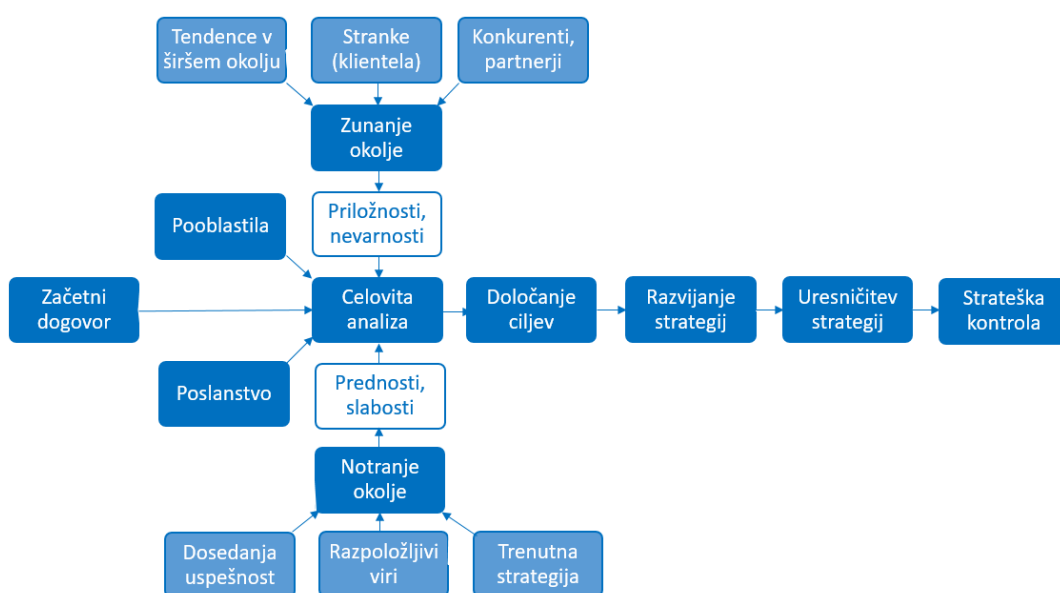 Tendence v
širšem okolju
Stranke
(klientela)
Konkurenti,
partnerji
Zunanje
okolje
Pooblastila
Priložnosti,
nevarnosti
Začetni
dogovor
Celovita
analiza
Določanje
ciljev
Razvijanje
strategij
Uresničitev
strategij
Strateška
kontrola
Poslanstvo
Prednosti,
slabosti
Notranje
okolje
Dosedanja
uspešnost
Razpoložljivi
viri
Trenutna
strategija